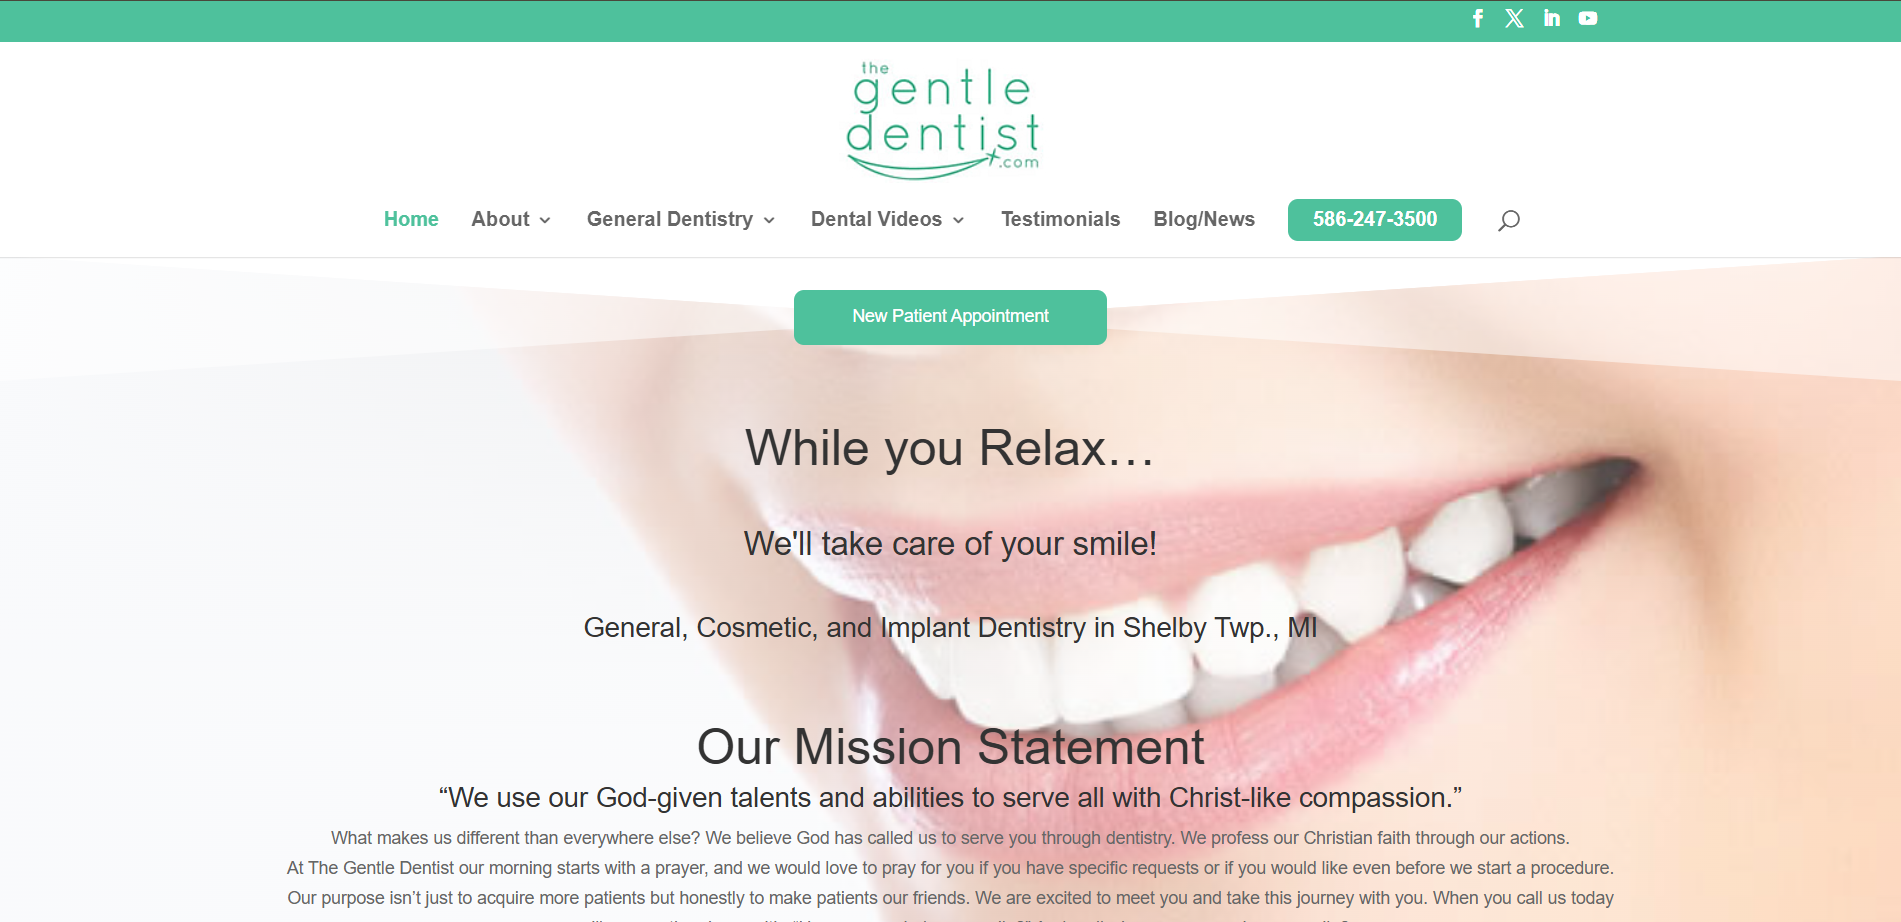 the
gentle
dentist
.com
Home About General Dentistry Dental Videos Testimonials Blog/News 586-247-3500
New Patient Appointment
While you Relax…
We'll take care of your smile!
General, Cosmetic, and Implant Dentistry in Shelby Twp., MI
Our Mission Statement
“We use our God-given talents and abilities to serve all with Christ-like compassion.”
What makes us different than everywhere else? We believe God has called us to serve you through dentistry. We profess our Christian faith through our actions.
At The Gentle Dentist our morning starts with a prayer, and we would love to pray for you if you have specific requests or if you would like even before we start a procedure.
Our purpose isn’t just to acquire more patients but honestly to make patients our friends. We are excited to meet you and take this journey with you. When you call us today